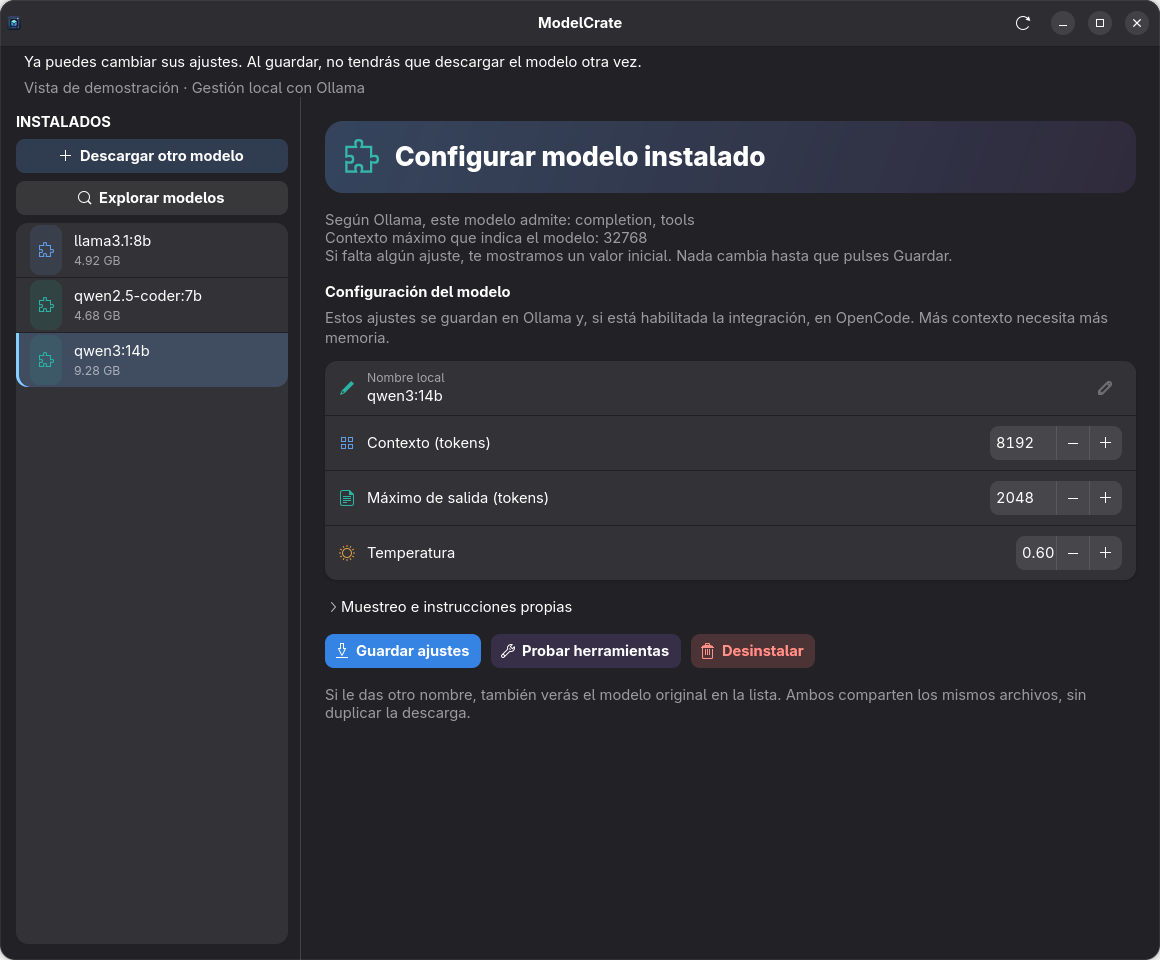 ModelCrate
Ya puedes cambiar sus ajustes. Al guardar, no tendrás que descargar el modelo otra vez.
Vista de demostración · Gestión local con Ollama
INSTALADOS
Descargar otro modelo
Explorar modelos
llama3.1:8b
4.92 GB
qwen2.5-coder:7b
4.68 GB
qwen3:14b
9.28 GB
Configurar modelo instalado
Según Ollama, este modelo admite: completion, tools
Contexto máximo que indica el modelo: 32768
Si falta algún ajuste, te mostramos un valor inicial. Nada cambia hasta que pulses Guardar.
Configuración del modelo
Estos ajustes se guardan en Ollama y, si está habilitada la integración, en OpenCode. Más contexto necesita más
memoria.
Nombre local
qwen3:14b
Contexto (tokens) 8192
Máximo de salida (tokens) 2048
Temperatura 0.60
Muestreo e instrucciones propias
Guardar ajustes Probar herramientas Desinstalar
Si le das otro nombre, también verás el modelo original en la lista. Ambos comparten los mismos archivos, sin
duplicar la descarga.